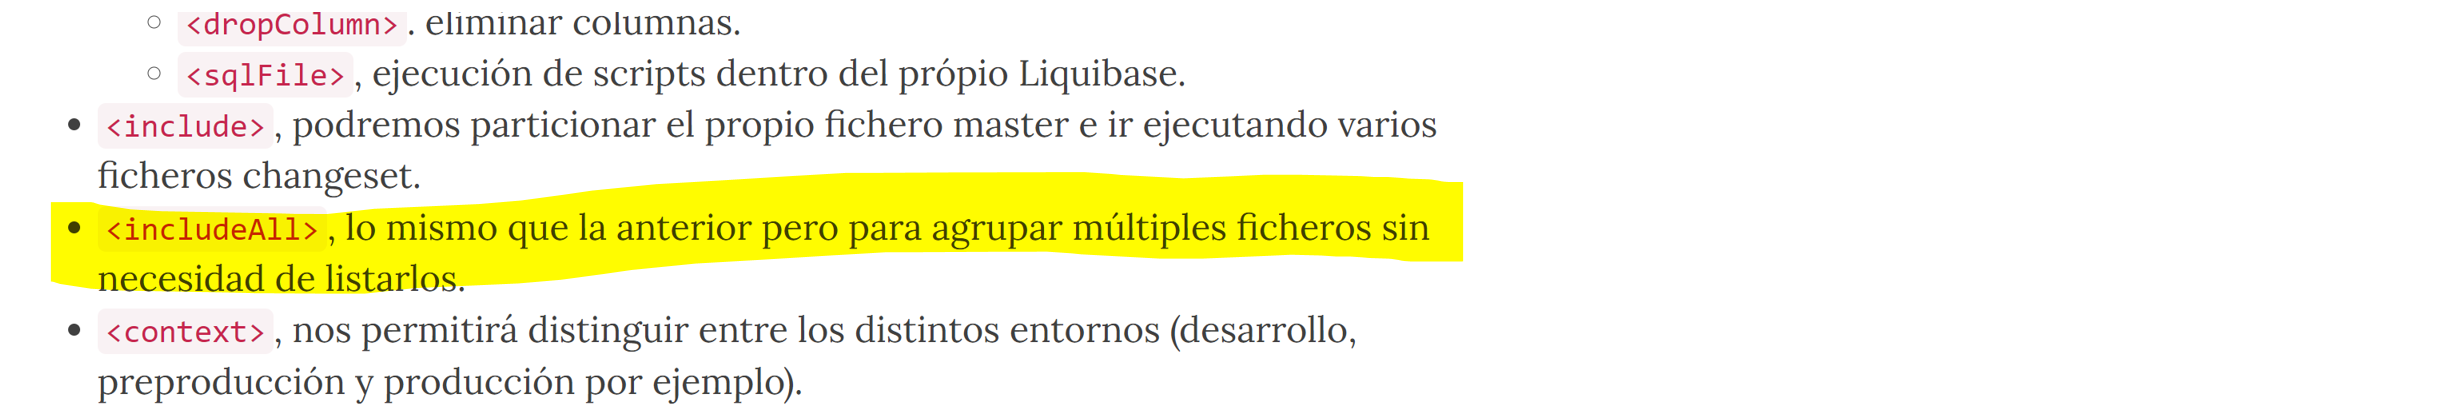 <dropColumn>. eliminar columnas.
<sqlFile>, ejecución de scripts dentro del própio Liquibase.
<include>, podremos particionar el propio fichero master e ir ejecutando varios
ficheros changeset.
<includeAll>, lo mismo que la anterior pero para agrupar múltiples ficheros sin
necesidad de listarlos.
<context>, nos permitirá distinguir entre los distintos entornos (desarrollo,
preproducción y producción por ejemplo).